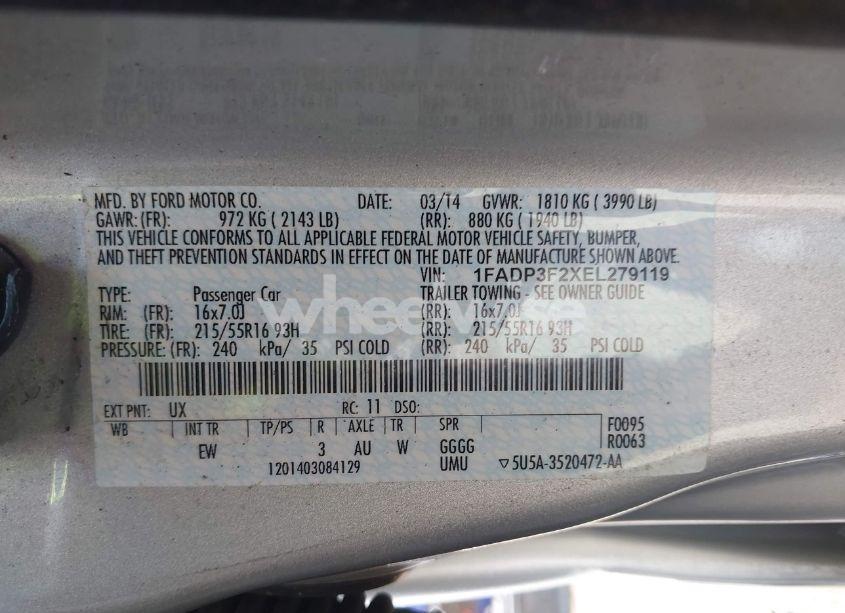 MFD. BY FORD MOTOR CO. DATE: 03/14 GVWR: 1810 KG ( 3990 LB)
GAWR: (FR): 972 KG ( 2143 LB) (RR): 880 KG ( 1940 LB)
THIS VEHICLE CONFORMS TO ALL APPLICABLE FEDERAL MOTOR VEHICLE SAFETY, BUMPER,
AND THEFT PREVENTION STANDARDS IN EFFECT ON THE DATE OF MANUFACTURE SHOWN ABOVE.
VIN: 1FADP3F2XEL279119
TYPE: Passenger Car TRAILER TOWING - SEE OWNER GUIDE
RIM: (FR): 16x7.0J (RR): 16x7.0J
TIRE: (FR): 215/55R16 93H (RR): 215/55R16 93H
PRESSURE: (FR): 240 kPa/ 35 PSI COLD (RR): 240 kPa/ 35 PSI COLD
EXT PNT: UX RC: 11 DSO:
WB INT TR TP/PS R AXLE TR SPR F0095
EW 3 AU W GGGG R0063
1201403084129 UMU ▽5U5A-3520472-AA